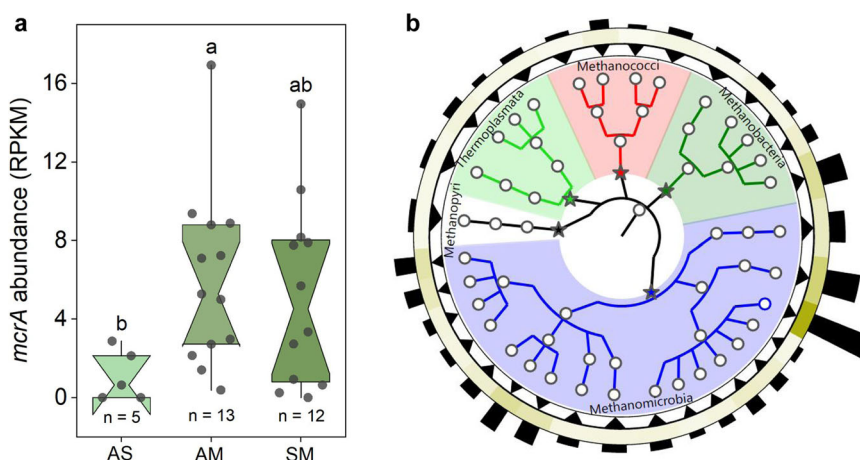 a
b
mcrA abundance (RPKM)
16
12
8
4
0
b
a
ab
n = 5
n = 13
n = 12
AS
AM
SM
Methanococci
Thermoplasmata
Methanobacteria
Methanopyri
Methanomicrobia